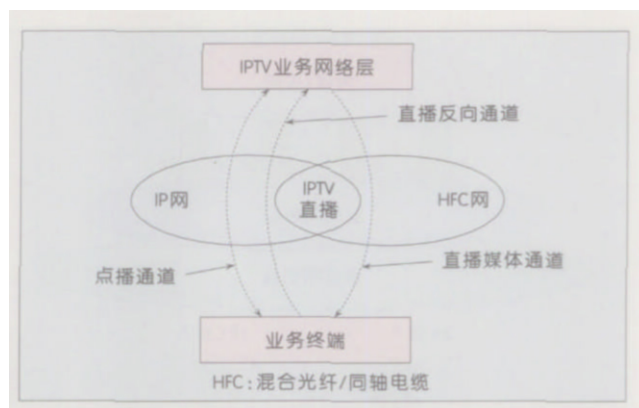 IPTV业务网络层
直播反向通道
IP网
IPTV
直播
HFC网
点播通道
直播媒体通道
业务终端
HFC:混合光纤/同轴电缆